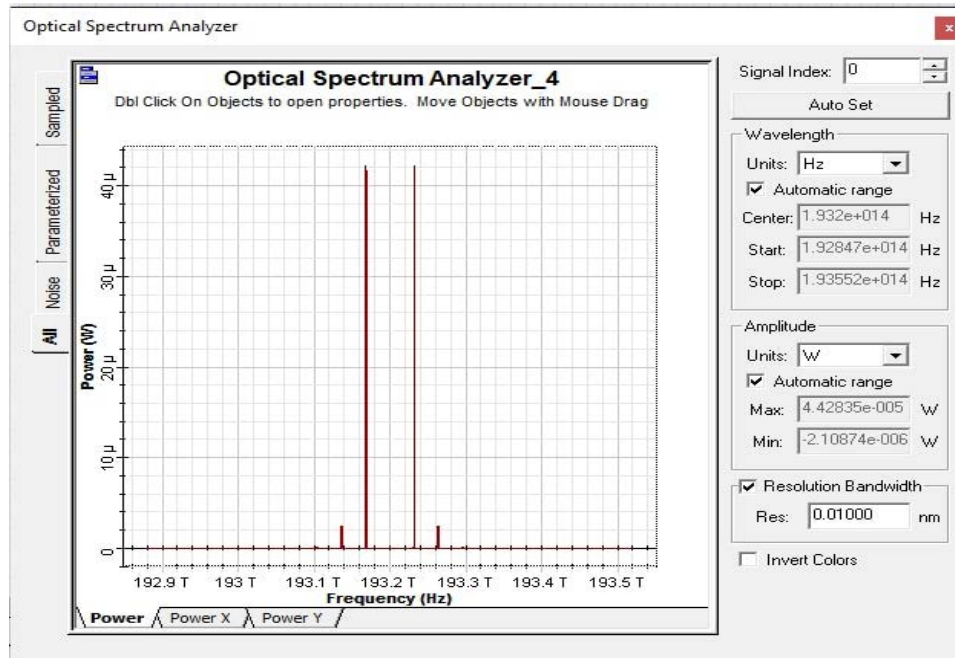 Optical Spectrum Analyzer
x
Sampled
Parameterized
Noise
All
Optical Spectrum Analyzer_4
Dbl Click On Objects to open properties. Move Objects with Mouse Drag
Power (W)
40 µ
30 µ
20 µ
10 µ
0
192.9 T 193 T 193.1 T 193.2 T 193.3 T 193.4 T 193.5 T
Frequency (Hz)
Power Power X Power Y
Signal Index: 0
Auto Set
Wavelength
Units: Hz
Automatic range
Center: 1.932e+014 Hz
Start: 1.92847e+014 Hz
Stop: 1.93552e+014 Hz
Amplitude
Units: W
Automatic range
Max: 4.42835e-005 W
Min: -2.10874e-006 W
Resolution Bandwidth
Res: 0.01000 nm
Invert Colors